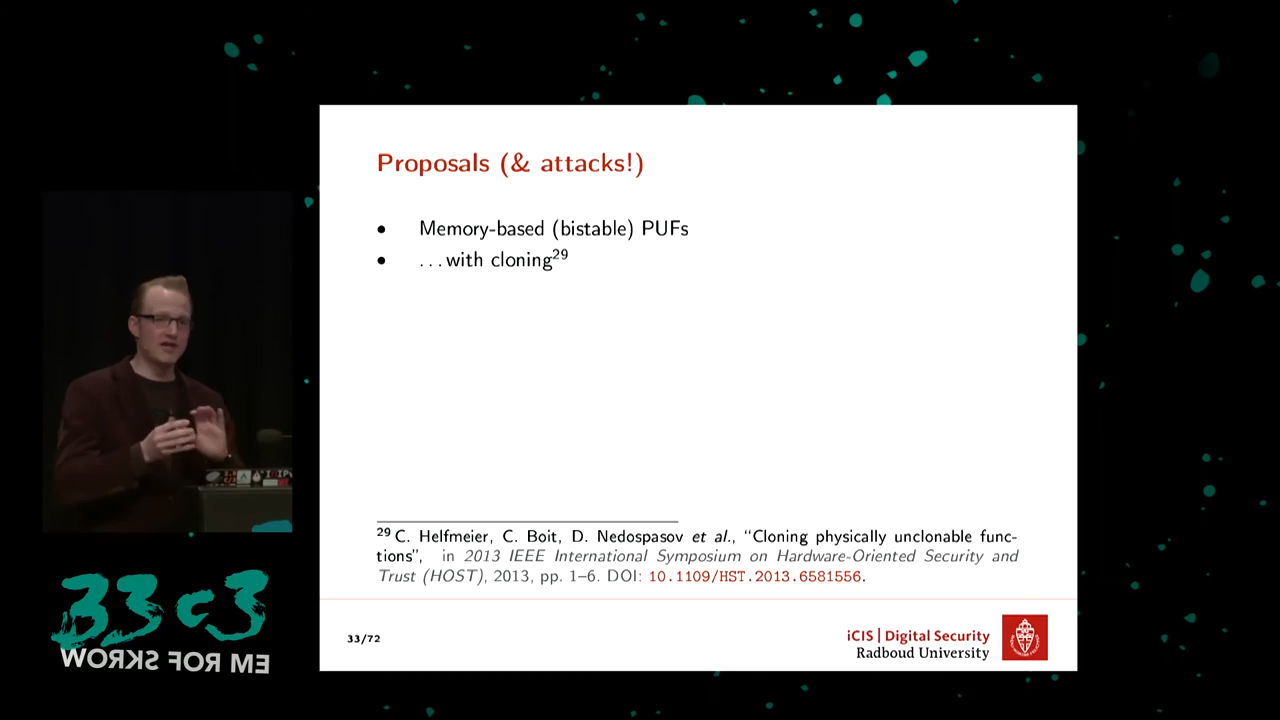 Proposals (& attacks!)
• Memory-based (bistable) PUFs
• ...with cloning29
29 C. Helfmeier, C. Boit, D. Nedospasov et al., “Cloning physically unclonable func-
tions”, in 2013 IEEE International Symposium on Hardware-Oriented Security and
Trust (HOST), 2013, pp. 1–6. DOI: 10.1109/HST.2013.6581556.
33/72
iCIS | Digital Security
Radboud University
33c3
WORKS FOR ME